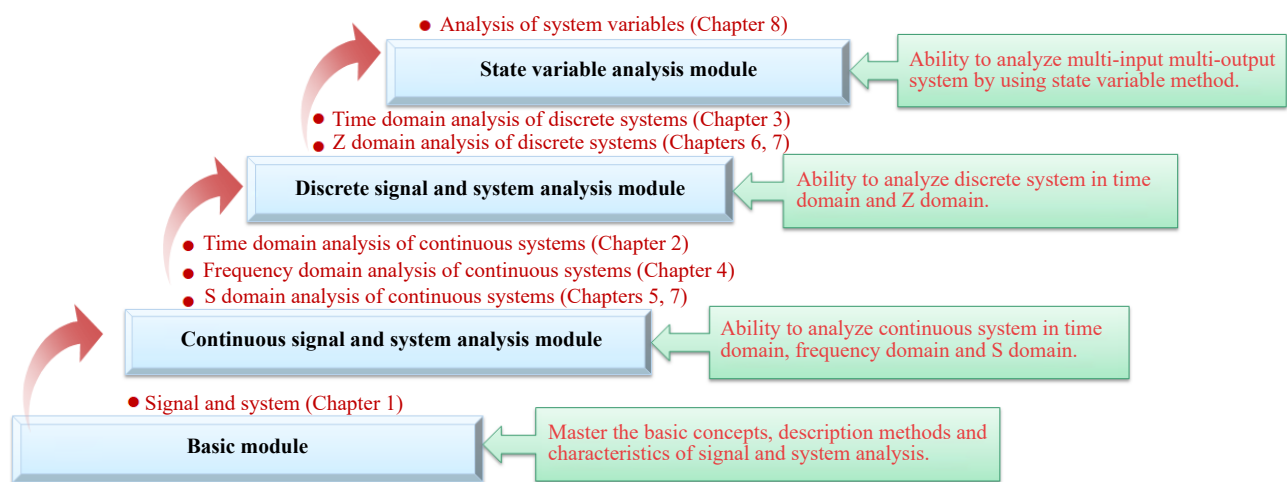 Analysis of system variables (Chapter 8)
State variable analysis module
Ability to analyze multi-input multi-output
system by using state variable method.
Time domain analysis of discrete systems (Chapter 3)
Z domain analysis of discrete systems (Chapters 6, 7)
Discrete signal and system analysis module
Ability to analyze discrete system in time
domain and Z domain.
Time domain analysis of continuous systems (Chapter 2)
Frequency domain analysis of continuous systems (Chapter 4)
S domain analysis of continuous systems (Chapters 5, 7)
Continuous signal and system analysis module
Ability to analyze continuous system in time
domain, frequency domain and S domain.
Signal and system (Chapter 1)
Basic module
Master the basic concepts, description methods and
characteristics of signal and system analysis.